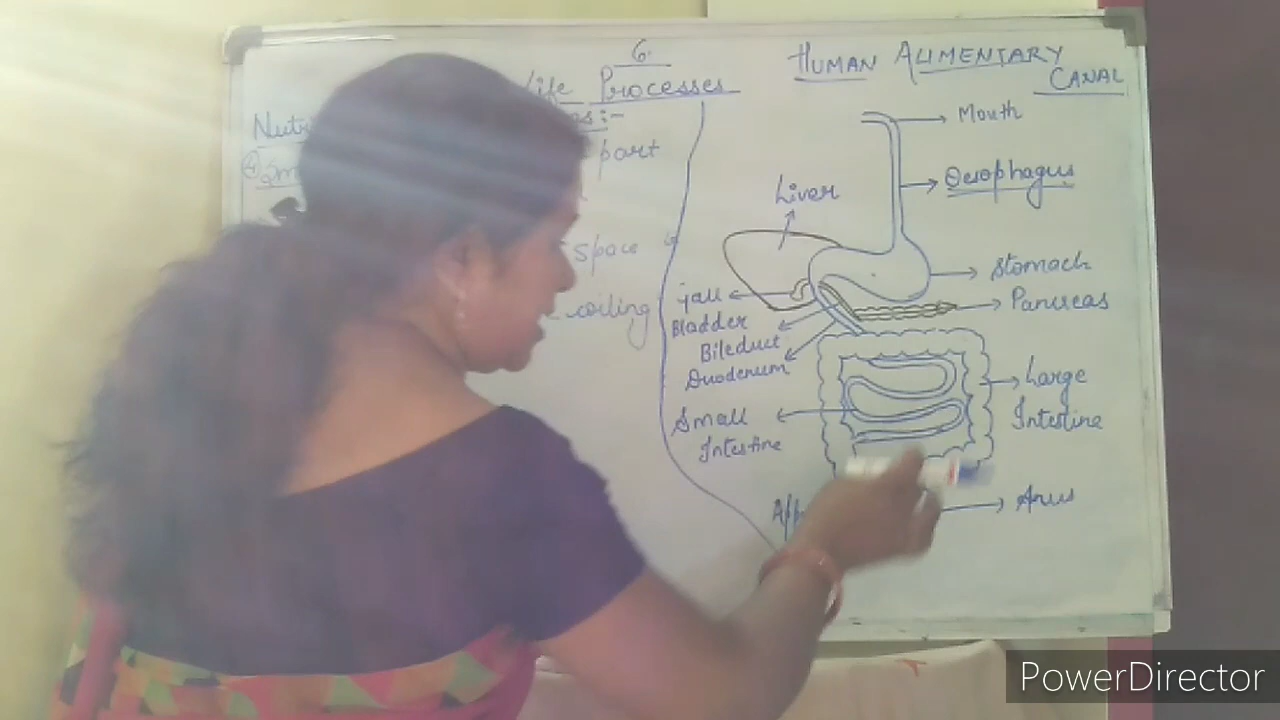 6.
Life Processes
part
space
coiling
HUMAN ALIMENTARY
CANAL
Mouth
Oesophagus
Liver
Stomach
Pancreas
Gall
Bladder
Bileduct
Duodenum
Large
Intestine
Small
Intestine
Anus
PowerDirector